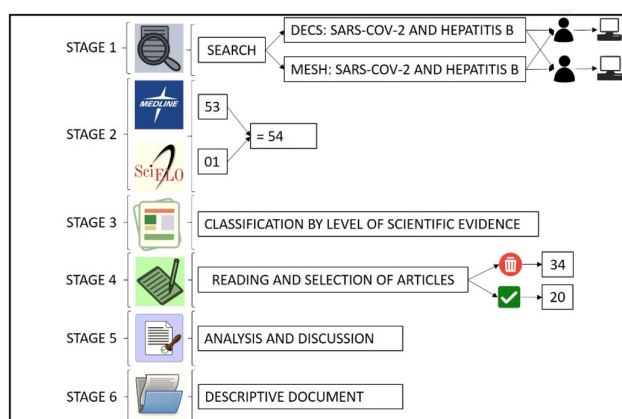 STAGE 1
SEARCH
DECS: SARS-COV-2 AND HEPATITIS B
MESH: SARS-COV-2 AND HEPATITIS B
STAGE 2
MEDLINE
53
SciELO
01
= 54
STAGE 3
CLASSIFICATION BY LEVEL OF SCIENTIFIC EVIDENCE
STAGE 4
READING AND SELECTION OF ARTICLES
34
20
STAGE 5
ANALYSIS AND DISCUSSION
STAGE 6
DESCRIPTIVE DOCUMENT